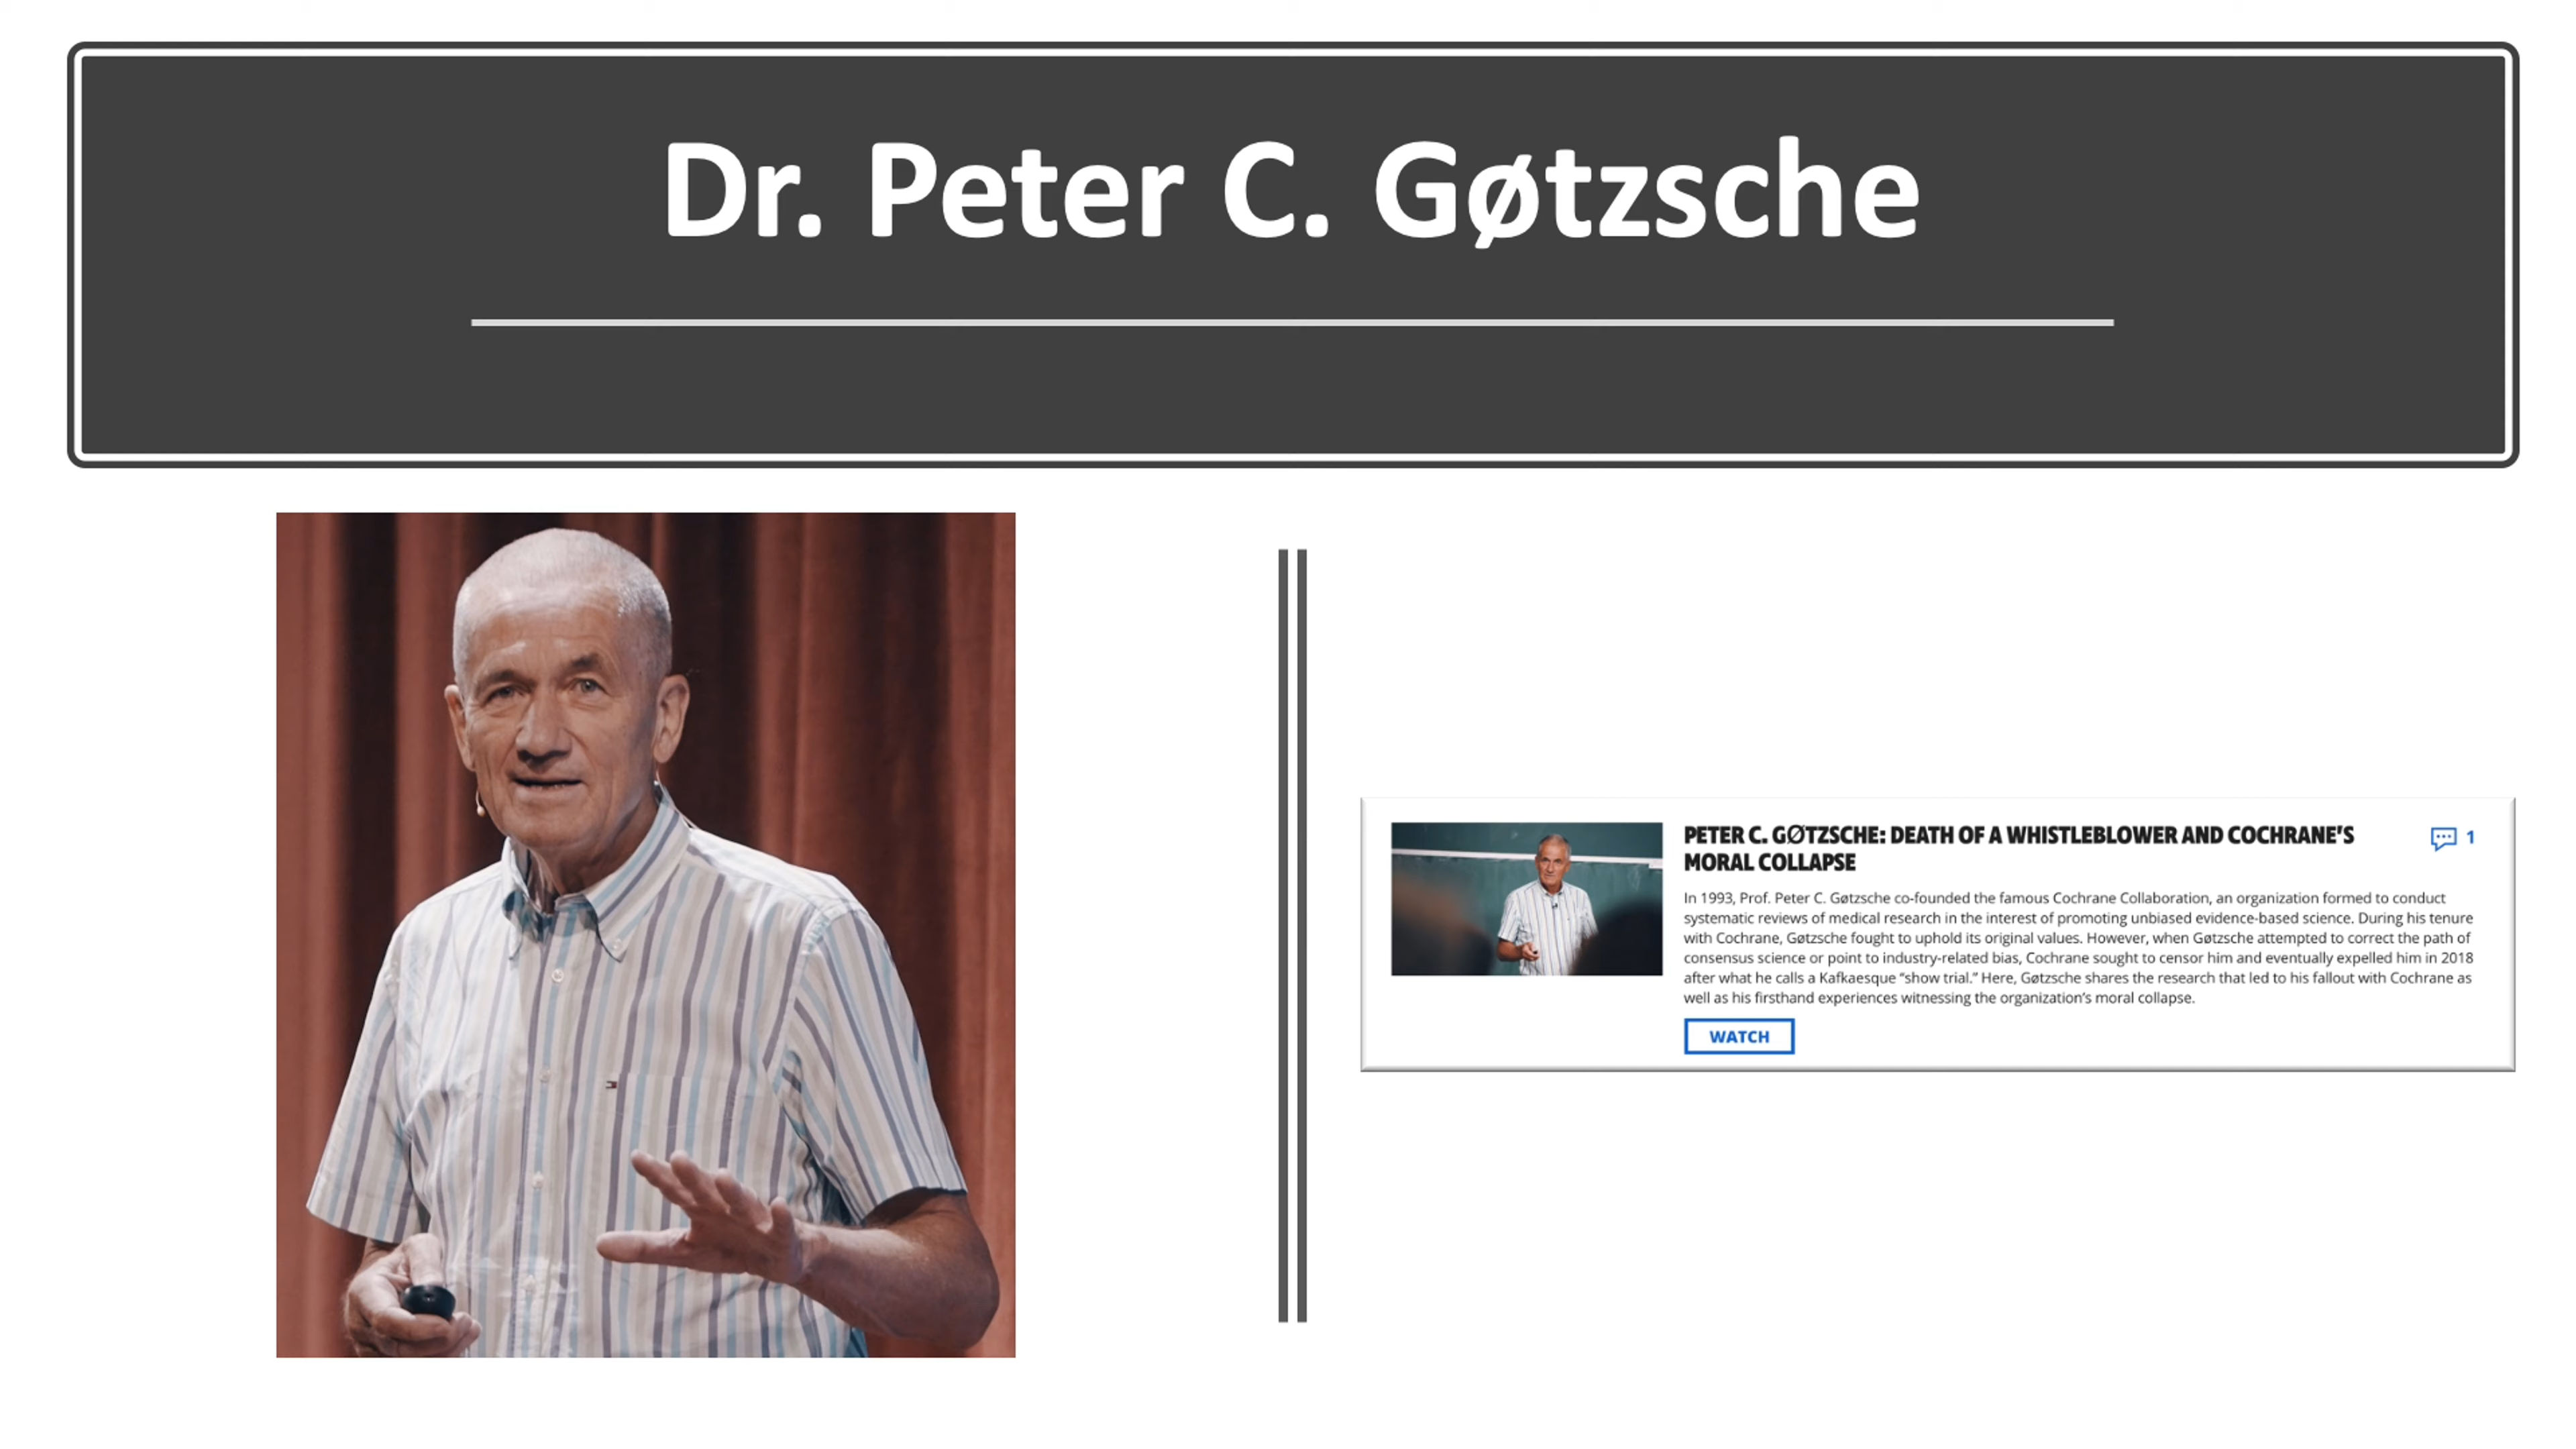 Dr. Peter C. Gøtzsche
PETER C. GØTZSCHE: DEATH OF A WHISTLEBLOWER AND COCHRANE'S
MORAL COLLAPSE
1
In 1993, Prof. Peter C. Gøtzsche co-founded the famous Cochrane Collaboration, an organization formed to conduct
systematic reviews of medical research in the interest of promoting unbiased evidence-based science. During his tenure
with Cochrane, Gøtzsche fought to uphold its original values. However, when Gøtzsche attempted to correct the path of
consensus science or point to industry-related bias, Cochrane sought to censor him and eventually expelled him in 2018
after what he calls a Kafkaesque “show trial.” Here, Gøtzsche shares the research that led to his fallout with Cochrane as
well as his firsthand experiences witnessing the organization’s moral collapse.
WATCH